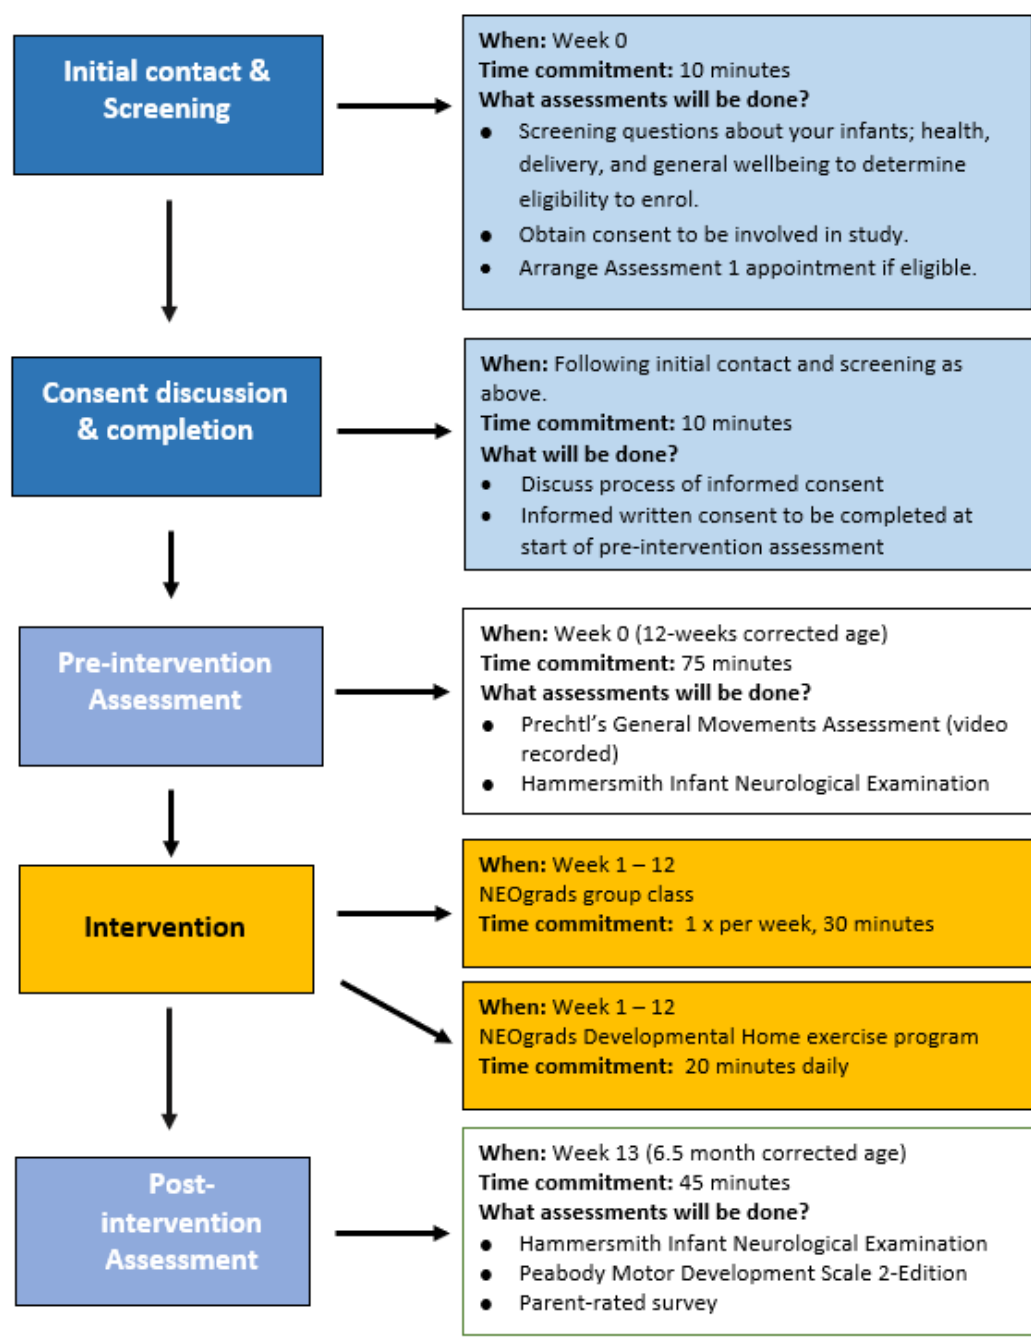 Initial contact &
Screening
When: Week 0
Time commitment: 10 minutes
What assessments will be done?
● Screening questions about your infants; health,
delivery, and general wellbeing to determine
eligibility to enrol.
● Obtain consent to be involved in study.
● Arrange Assessment 1 appointment if eligible.
Consent discussion
& completion
When: Following initial contact and screening as
above.
Time commitment: 10 minutes
What will be done?
● Discuss process of informed consent
● Informed written consent to be completed at
start of pre-intervention assessment
Pre-intervention
Assessment
When: Week 0 (12-weeks corrected age)
Time commitment: 75 minutes
What assessments will be done?
● Prechtl’s General Movements Assessment (video
recorded)
● Hammersmith Infant Neurological Examination
Intervention
When: Week 1 – 12
NEOgrads group class
Time commitment: 1 x per week, 30 minutes
When: Week 1 – 12
NEOgrads Developmental Home exercise program
Time commitment: 20 minutes daily
Post-
intervention
Assessment
When: Week 13 (6.5 month corrected age)
Time commitment: 45 minutes
What assessments will be done?
● Hammersmith Infant Neurological Examination
● Peabody Motor Development Scale 2-Edition
● Parent-rated survey